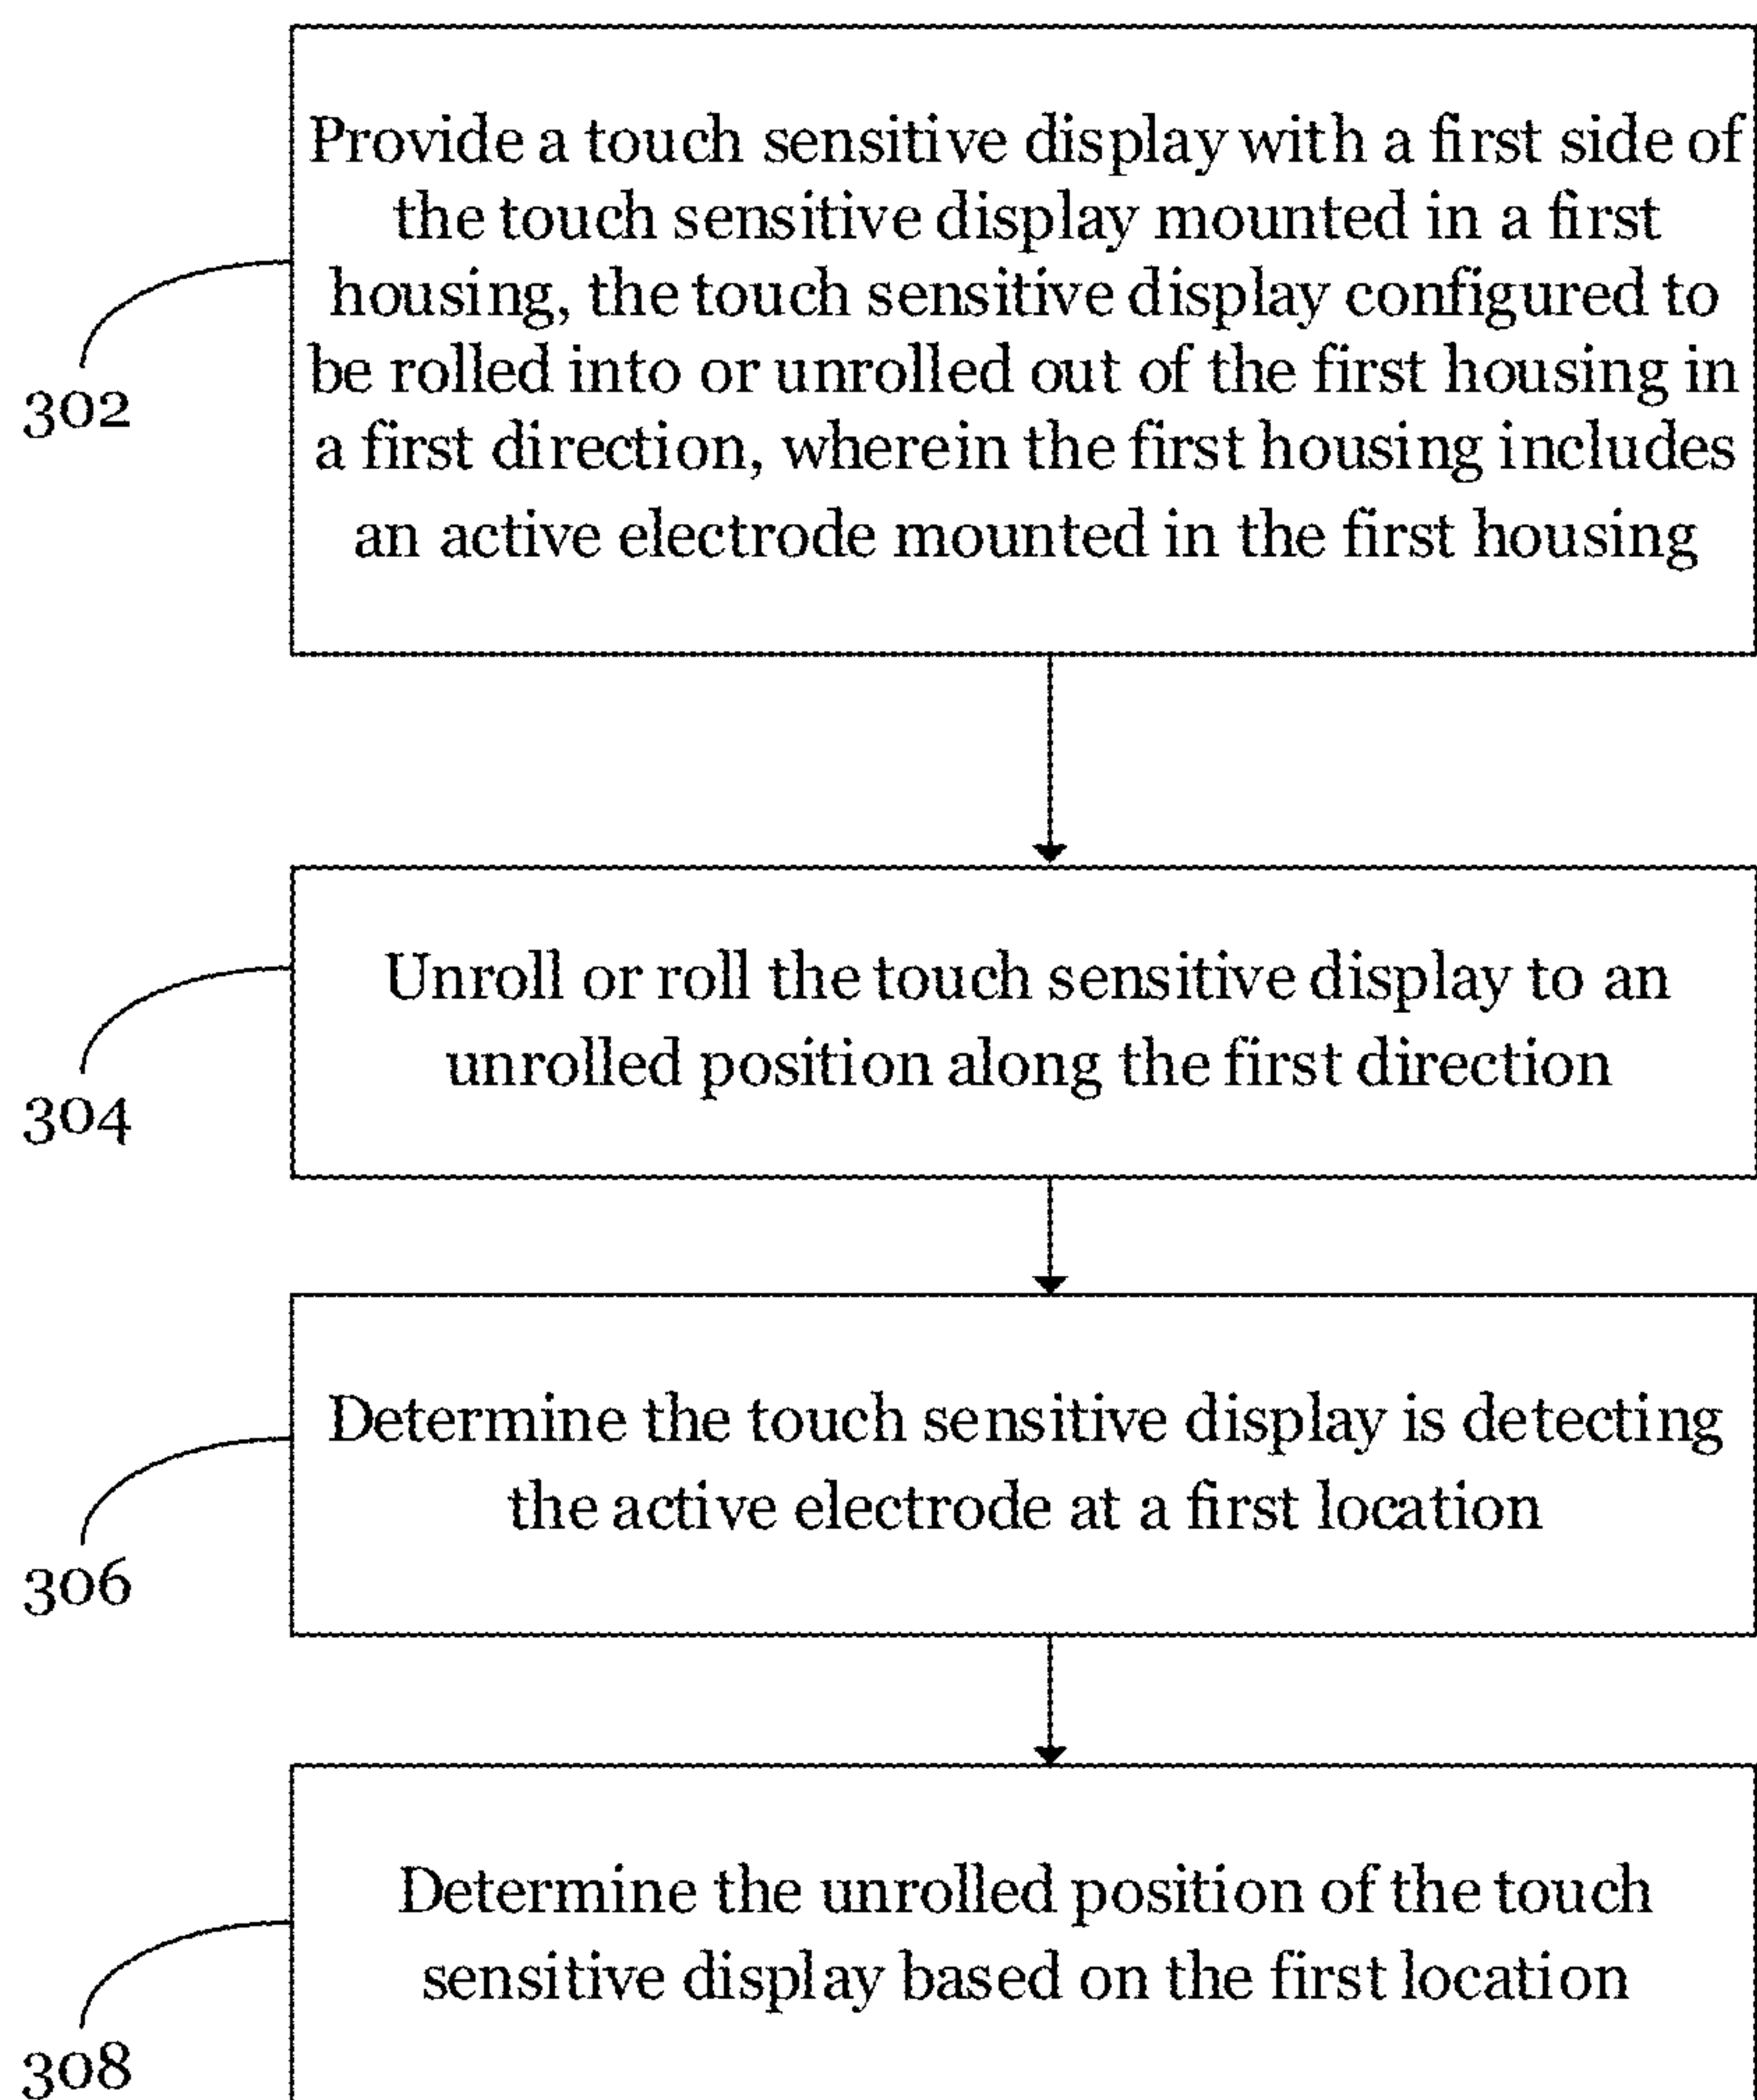 Provide a touch sensitive display with a first side of
the touch sensitive display mounted in a first
housing, the touch sensitive display configured to
be rolled into or unrolled out of the first housing in
a first direction, wherein the first housing includes
an active electrode mounted in the first housing
302
Unroll or roll the touch sensitive display to an
unrolled position along the first direction
304
Determine the touch sensitive display is detecting
the active electrode at a first location
306
Determine the unrolled position of the touch
sensitive display based on the first location
308